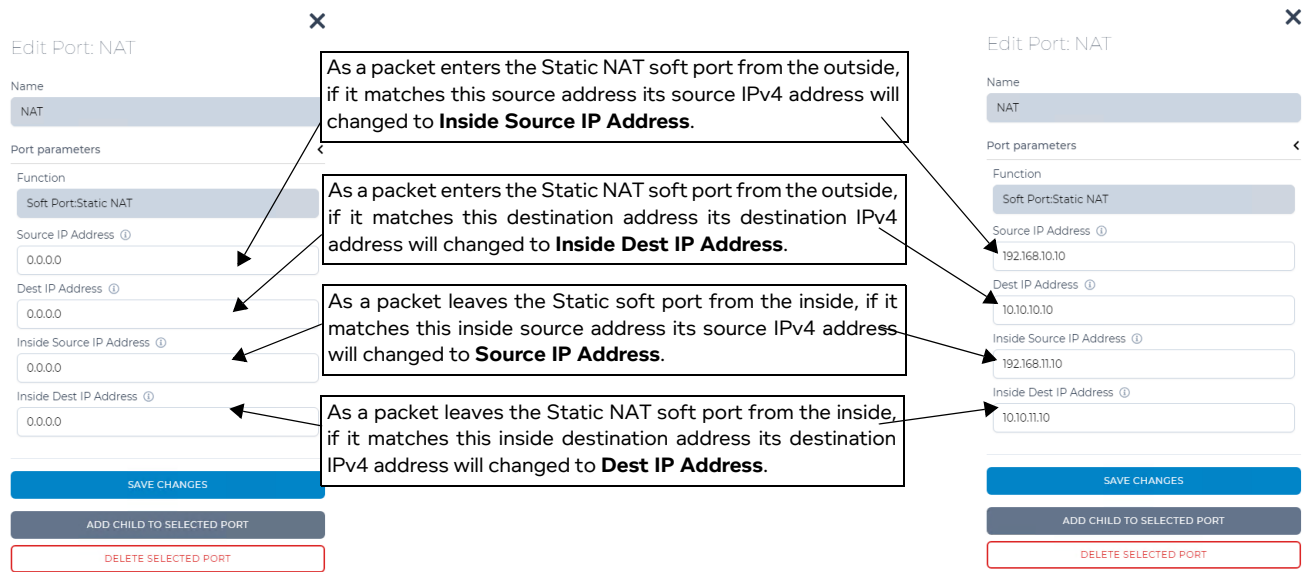 Edit Port: NAT
Name
NAT
Port parameters
Function
Soft Port:Static NAT
Source IP Address
0.0.0.0
Dest IP Address
0.0.0.0
Inside Source IP Address
0.0.0.0
Inside Dest IP Address
0.0.0.0
SAVE CHANGES
ADD CHILD TO SELECTED PORT
DELETE SELECTED PORT
As a packet enters the Static NAT soft port from the outside,
if it matches this source address its source IPv4 address will
changed to Inside Source IP Address.
As a packet enters the Static NAT soft port from the outside,
if it matches this destination address its destination IPv4
address will changed to Inside Dest IP Address.
As a packet leaves the Static soft port from the inside, if it
matches this inside source address its source IPv4 address
will changed to Source IP Address.
As a packet leaves the Static NAT soft port from the inside,
if it matches this inside destination address its destination
IPv4 address will changed to Dest IP Address.
Edit Port: NAT
Name
NAT
Port parameters
Function
Soft Port:Static NAT
Source IP Address
192.168.10.10
Dest IP Address
10.10.10.10
Inside Source IP Address
192.168.11.10
Inside Dest IP Address
10.10.11.10
SAVE CHANGES
ADD CHILD TO SELECTED PORT
DELETE SELECTED PORT